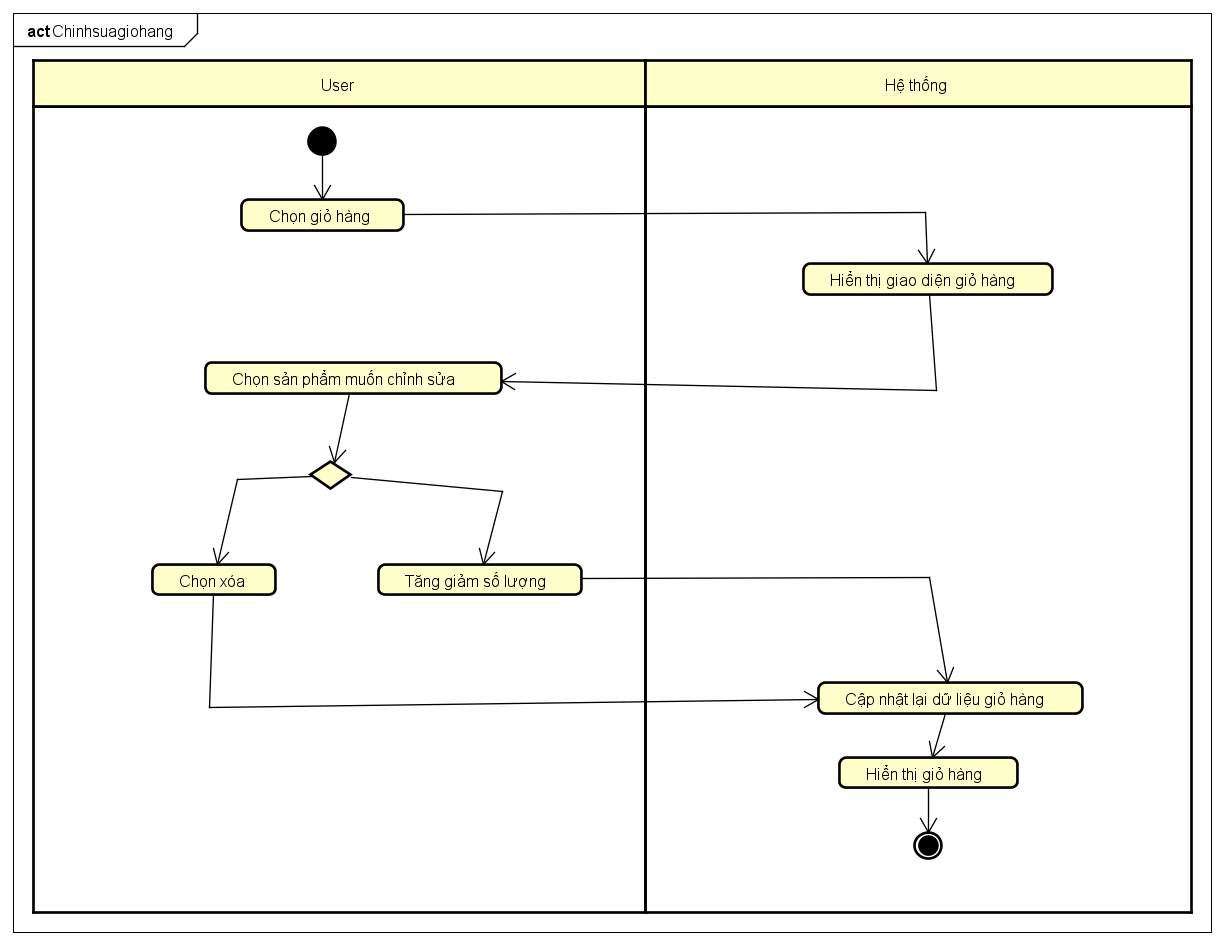 act Chinhsuagiohang
User
Hệ thống
Chọn giỏ hàng
Hiển thị giao diện giỏ hàng
Chọn sản phẩm muốn chỉnh sửa
Chọn xóa
Tăng giảm số lượng
Cập nhật lại dữ liệu giỏ hàng
Hiển thị giỏ hàng